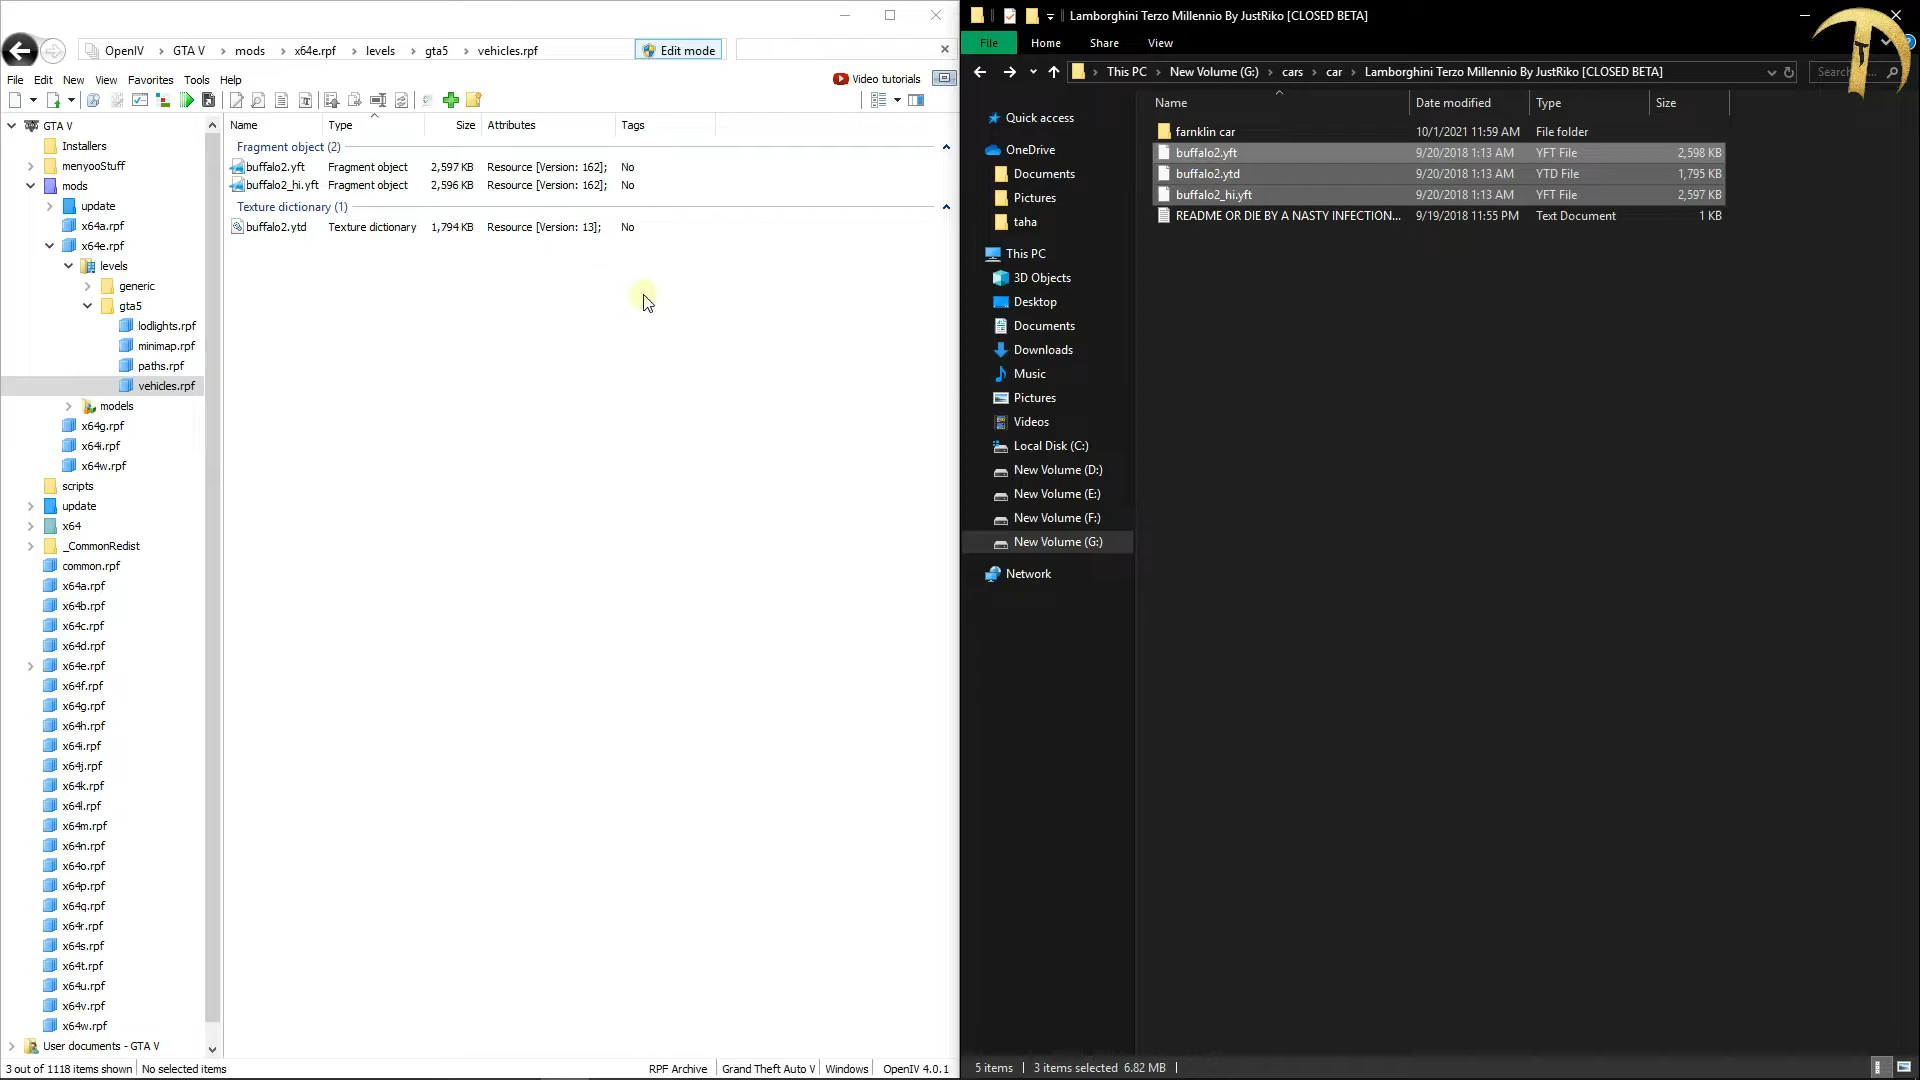 OpenIV
GTA V
mods
x64e.rpf
levels
gta5
vehicles.rpf
Edit mode
File Edit New View Favorites Tools Help
Video tutorials
GTA V
Installers
menyooStuff
mods
update
x64a.rpf
x64e.rpf
levels
generic
gta5
lodlights.rpf
minimap.rpf
paths.rpf
vehicles.rpf
models
x64g.rpf
x64i.rpf
x64w.rpf
scripts
update
x64
_CommonRedist
common.rpf
x64a.rpf
x64b.rpf
x64c.rpf
x64d.rpf
x64e.rpf
x64f.rpf
x64g.rpf
x64h.rpf
x64i.rpf
x64j.rpf
x64k.rpf
x64l.rpf
x64m.rpf
x64n.rpf
x64o.rpf
x64p.rpf
x64q.rpf
x64r.rpf
x64s.rpf
x64t.rpf
x64u.rpf
x64v.rpf
x64w.rpf
User documents - GTA V
Name Type Size Attributes Tags
Fragment object (2)
buffalo2.yft Fragment object 2,597 KB Resource [Version: 162]; No
buffalo2_hi.yft Fragment object 2,596 KB Resource [Version: 162]; No
Texture dictionary (1)
buffalo2.ytd Texture dictionary 1,794 KB Resource [Version: 13]; No
3 out of 1118 items shown No selected items RPF Archive Grand Theft Auto V Windows OpenIV 4.0.1
Lamborghini Terzo Millennio By JustRiko [CLOSED BETA]
File Home Share View
This PC
New Volume (G:)
cars
car
Lamborghini Terzo Millennio By JustRiko [CLOSED BETA]
Quick access
OneDrive
Documents
Pictures
taha
This PC
3D Objects
Desktop
Documents
Downloads
Music
Pictures
Videos
Local Disk (C:)
New Volume (D:)
New Volume (E:)
New Volume (F:)
New Volume (G:)
Network
Name Date modified Type Size
farnklin car 10/1/2021 11:59 AM File folder
buffalo2.yft 9/20/2018 1:13 AM YFT File 2,598 KB
buffalo2.ytd 9/20/2018 1:13 AM YTD File 1,795 KB
buffalo2_hi.yft 9/20/2018 1:13 AM YFT File 2,597 KB
README OR DIE BY A NASTY INFECTION... 9/19/2018 11:55 PM Text Document 1 KB
5 items 3 items selected 6.82 MB